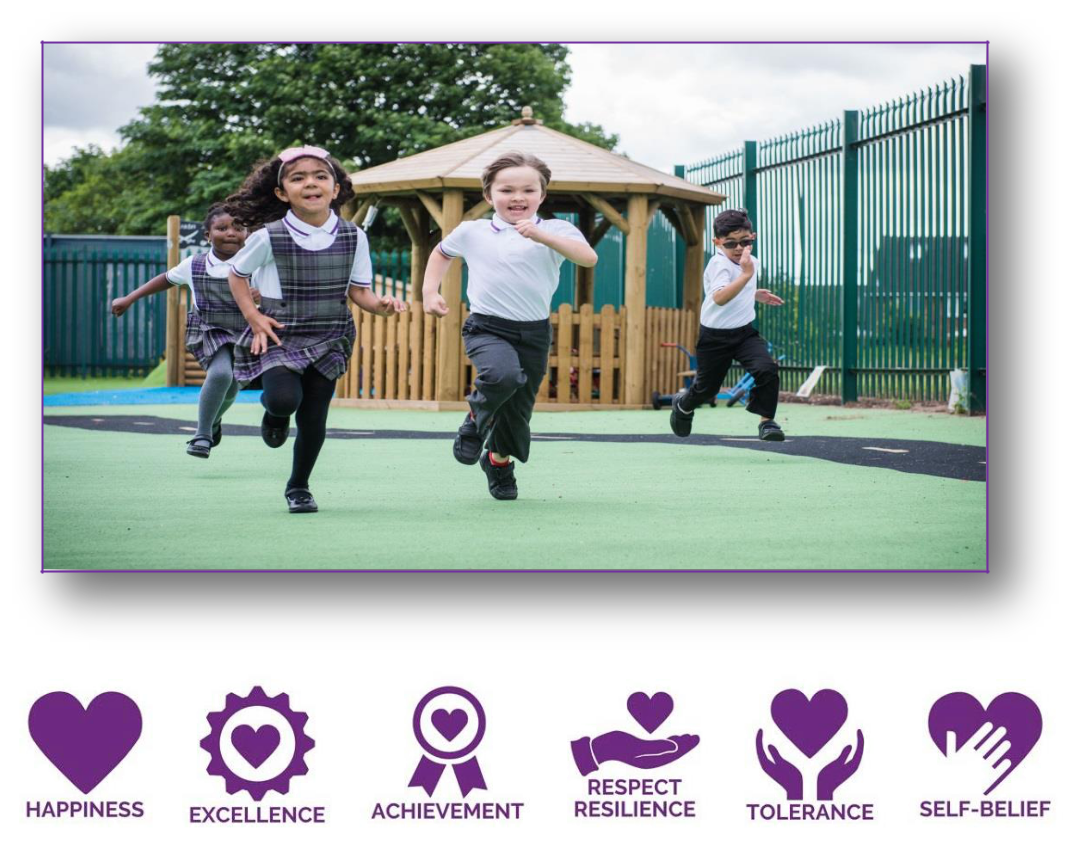 HAPPINESS
EXCELLENCE
ACHIEVEMENT
RESPECT
RESILIENCE
TOLERANCE
SELF-BELIEF